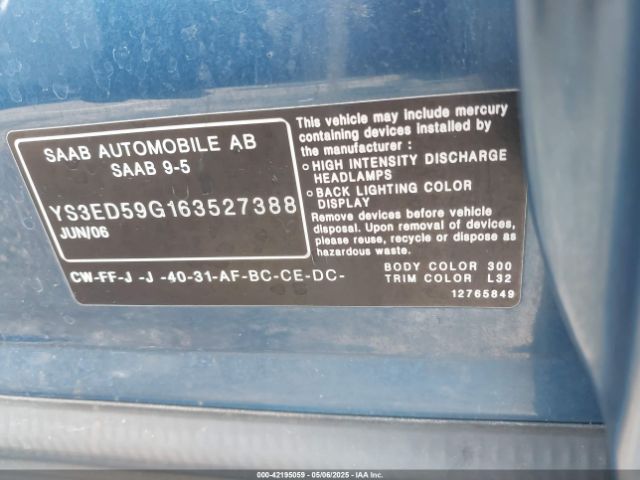 SAAB AUTOMOBILE AB
SAAB 9-5
YS3ED59G163527388
JUN/06
CW-FF-J -J -40-31-AF-BC-CE-DC-
This vehicle may include mercury
containing devices installed by
the manufacturer :
○ HIGH INTENSITY DISCHARGE
HEADLAMPS
○ BACK LIGHTING COLOR
DISPLAY
Remove devices before vehicle
disposal. Upon removal of devices,
please reuse, recycle or dispose as
hazardous waste.
BODY COLOR 300
TRIM COLOR L32
12765849
000-42195059 - 05/06/2025 - IAAI.COM